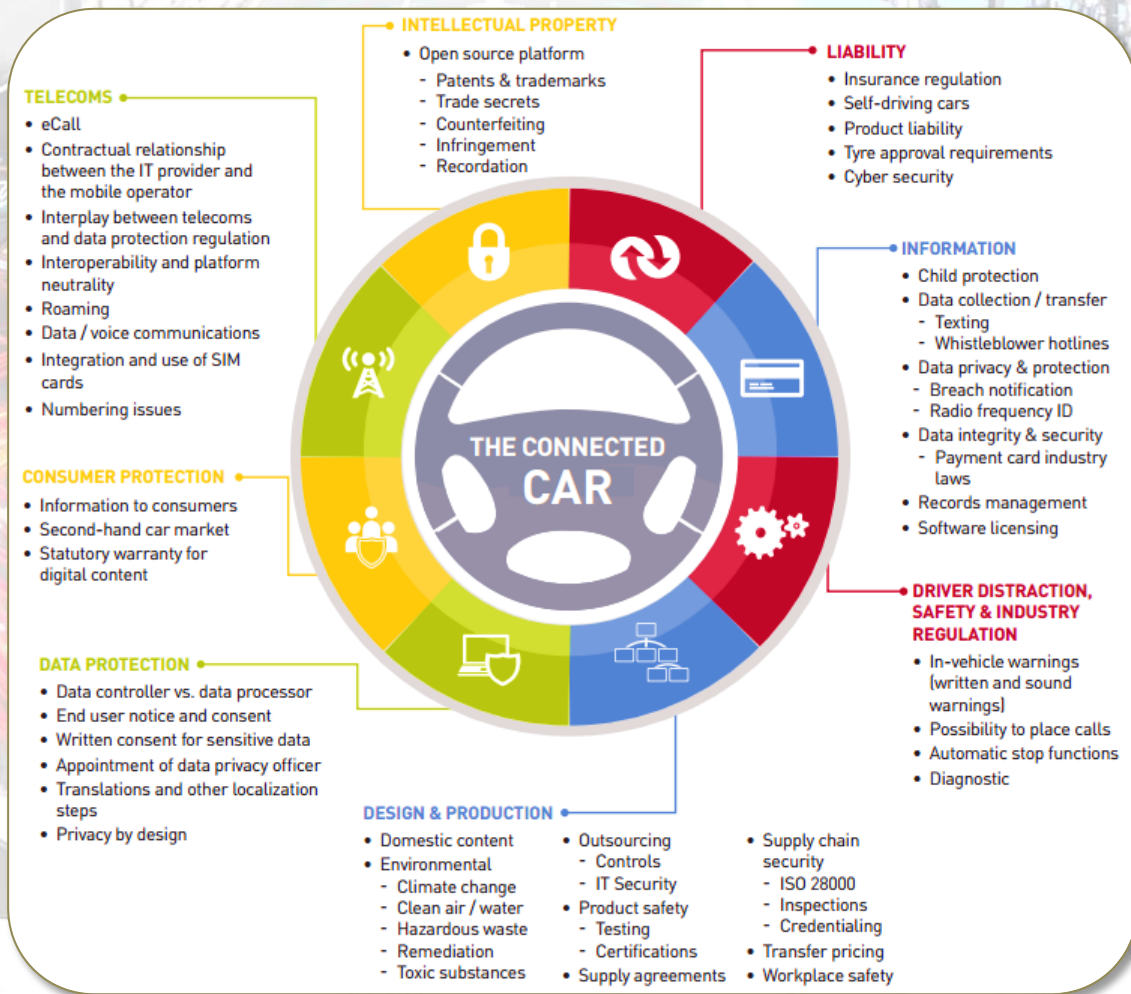 INTELLECTUAL PROPERTY
• Open source platform
- Patents & trademarks
- Trade secrets
- Counterfeiting
- Infringement
- Recordation
LIABILITY
• Insurance regulation
• Self-driving cars
• Product liability
• Tyre approval requirements
• Cyber security
TELECOMS
• eCall
• Contractual relationship
between the IT provider and
the mobile operator
• Interplay between telecoms
and data protection regulation
• Interoperability and platform
neutrality
• Roaming
• Data / voice communications
• Integration and use of SIM
cards
• Numbering issues
INFORMATION
• Child protection
• Data collection / transfer
- Texting
- Whistleblower hotlines
• Data privacy & protection
- Breach notification
- Radio frequency ID
• Data integrity & security
- Payment card industry
laws
• Records management
• Software licensing
THE CONNECTED
CAR
CONSUMER PROTECTION
• Information to consumers
• Second-hand car market
• Statutory warranty for
digital content
DRIVER DISTRACTION,
SAFETY & INDUSTRY
REGULATION
• In-vehicle warnings
(written and sound
warnings)
• Possibility to place calls
• Automatic stop functions
• Diagnostic
DATA PROTECTION
• Data controller vs. data processor
• End user notice and consent
• Written consent for sensitive data
• Appointment of data privacy officer
• Translations and other localization
steps
• Privacy by design
DESIGN & PRODUCTION
• Domestic content
• Environmental
- Climate change
- Clean air / water
- Hazardous waste
- Remediation
- Toxic substances
• Outsourcing
- Controls
- IT Security
• Product safety
- Testing
- Certifications
• Supply agreements
• Supply chain
security
- ISO 28000
- Inspections
- Credentialing
• Transfer pricing
• Workplace safety